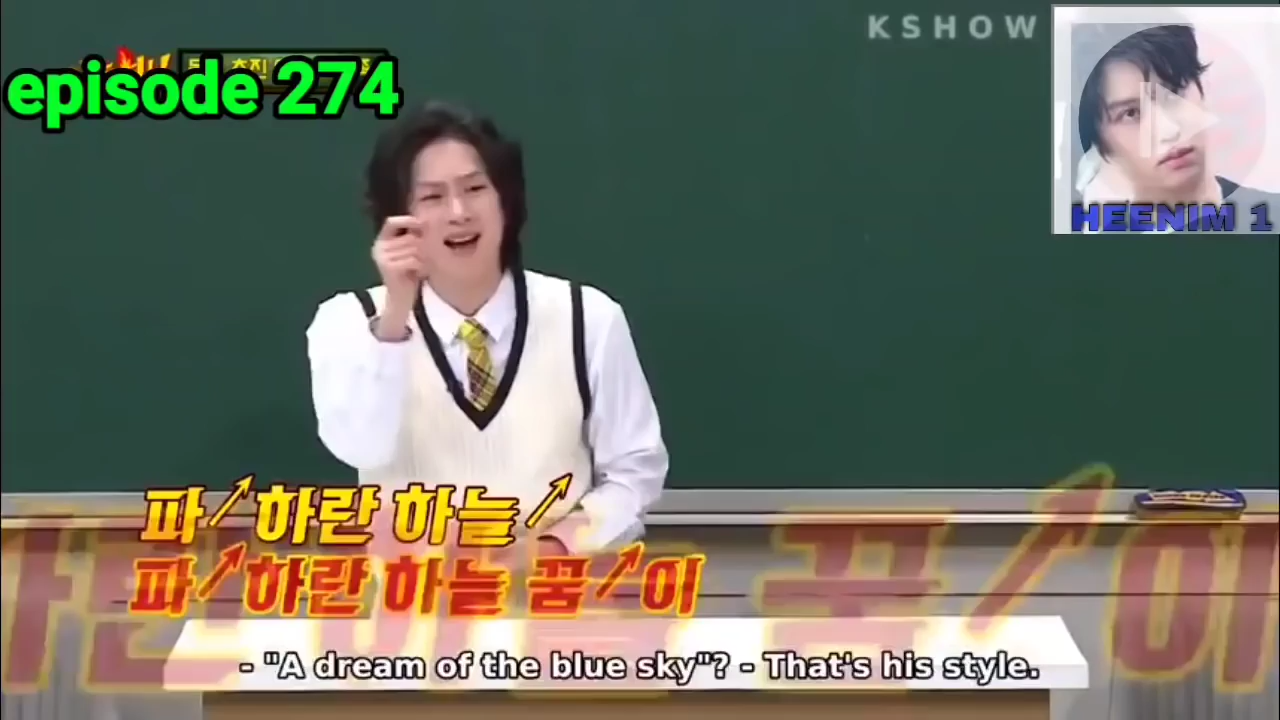 KSHOW
episode 274
HEENIM 1
파↗하란 하늘↗
파↗하란 하늘 꿈↗이
- "A dream of the blue sky"? - That's his style.